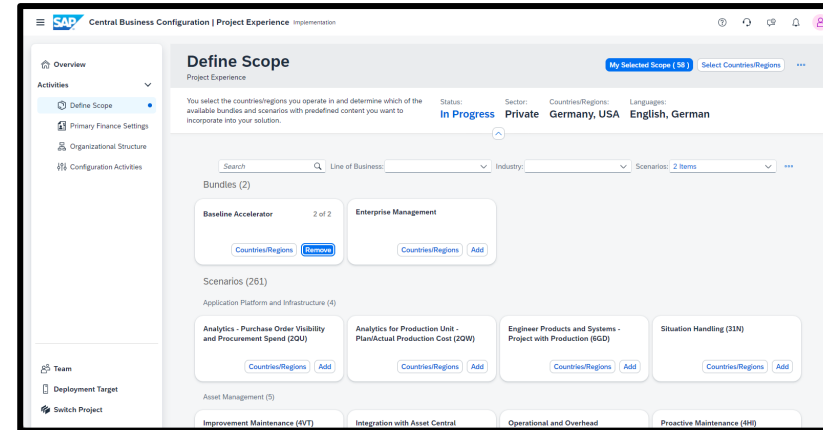 SAP Central Business Configuration | Project Experience Implementation
Overview
Activities
Define Scope
Primary Finance Settings
Organizational Structure
Configuration Activities
Team
Deployment Target
Switch Project
Define Scope
Project Experience
My Selected Scope ( 58 )
Select Countries/Regions
You select the countries/regions you operate in and determine which of the
available bundles and scenarios with predefined content you want to
incorporate into your solution.
Status:
In Progress
Sector:
Private
Countries/Regions:
Germany, USA
Languages:
English, German
Search
Line of Business:
Industry:
Scenarios: 2 Items
Bundles (2)
Baseline Accelerator 2 of 2
Countries/Regions Remove
Enterprise Management
Countries/Regions Add
Scenarios (261)
Application Platform and Infrastructure (4)
Analytics - Purchase Order Visibility
and Procurement Spend (2QU)
Countries/Regions Add
Analytics for Production Unit -
Plan/Actual Production Cost (2QW)
Countries/Regions Add
Engineer Products and Systems -
Project with Production (6GD)
Countries/Regions Add
Situation Handling (31N)
Countries/Regions Add
Asset Management (5)
Improvement Maintenance (4VT)
Integration with Asset Central
Operational and Overhead
Proactive Maintenance (4HI)